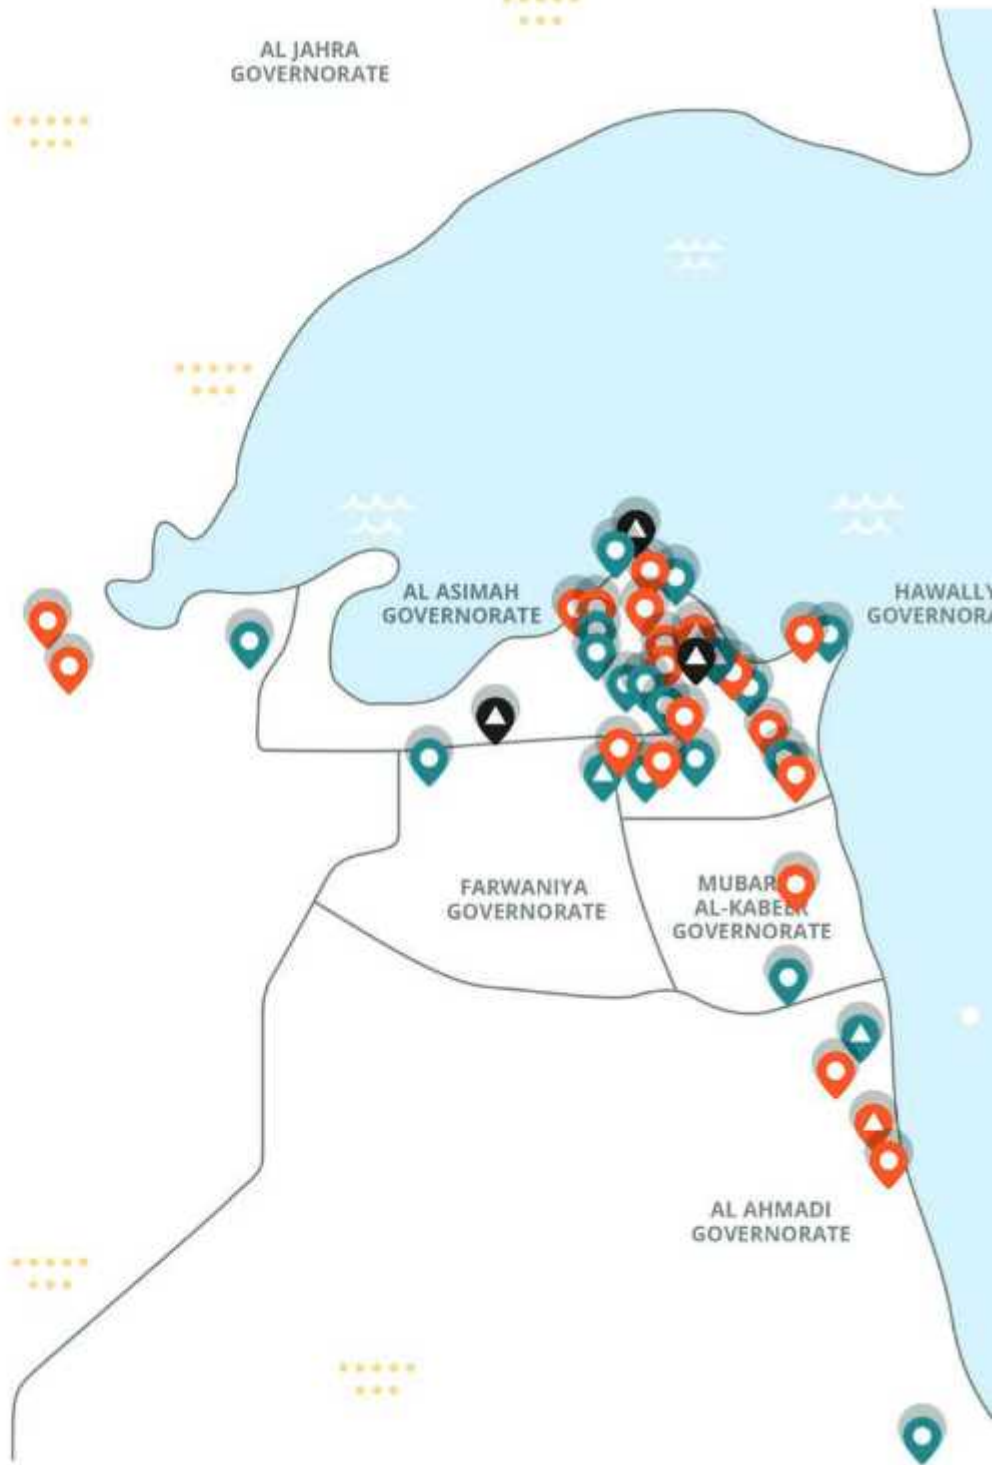 AL JAHRA
GOVERNORATE
AL ASIMAH
GOVERNORATE
HAWALLY
FARWANIYA
GOVERNORATE
AL-KABEER
GOVERNORATE
AL AHMADI
GOVERNORATE